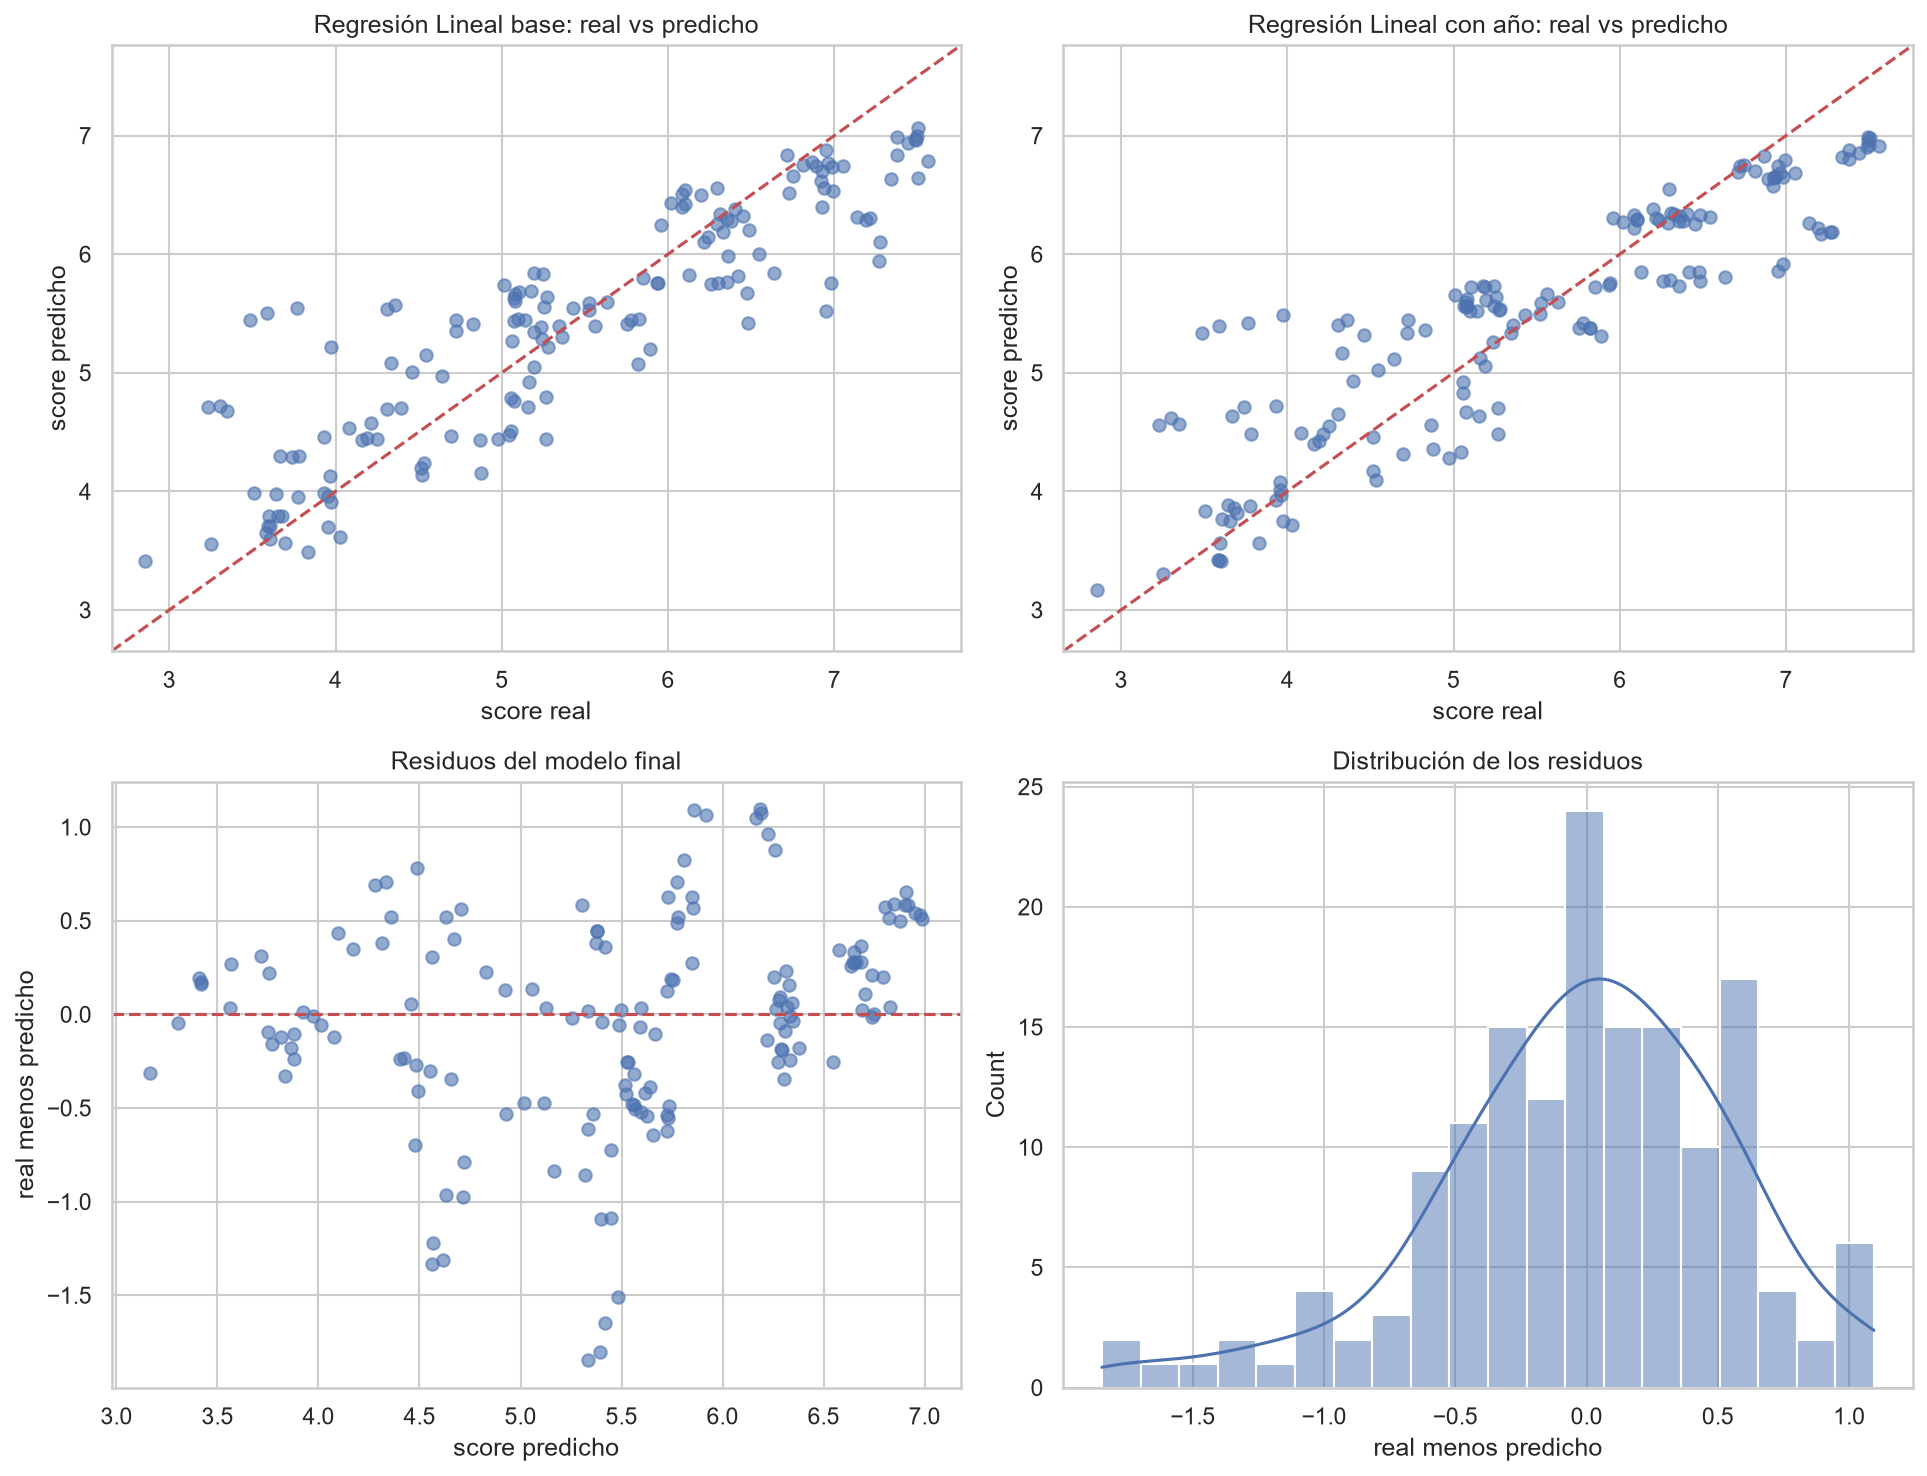 Regresión Lineal base: real vs predicho
score predicho
7
6
5
4
3
3 4 5 6 7
score real
Regresión Lineal con año: real vs predicho
score predicho
7
6
5
4
3
3 4 5 6 7
score real
Residuos del modelo final
real menos predicho
1.0
0.5
0.0
−0.5
−1.0
−1.5
3.0 3.5 4.0 4.5 5.0 5.5 6.0 6.5 7.0
score predicho
Distribución de los residuos
Count
25
20
15
10
5
0
−1.5 −1.0 −0.5 0.0 0.5 1.0
real menos predicho